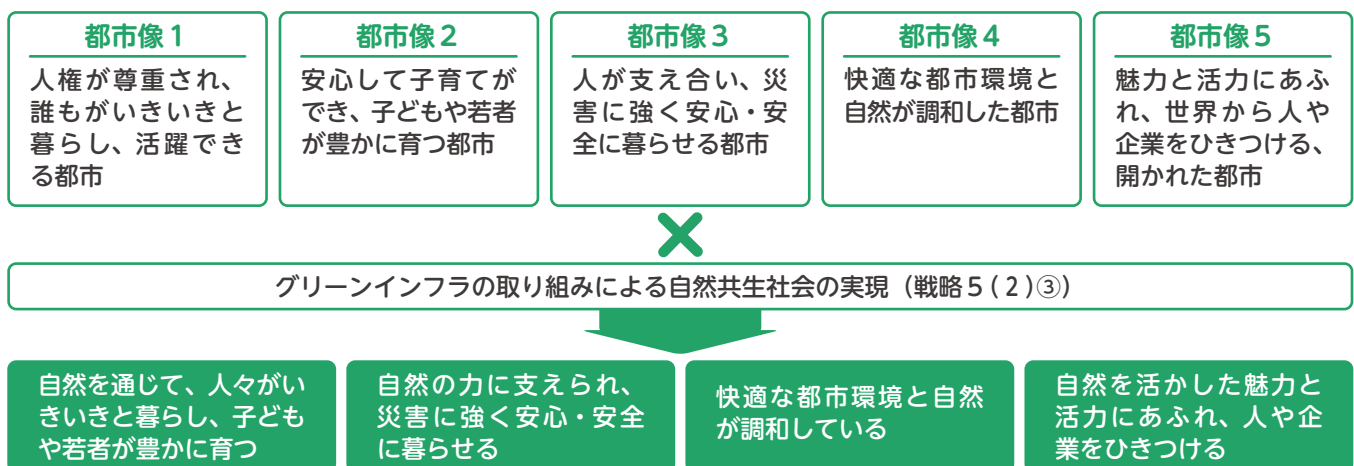 都市像1
人権が尊重され、
誰もがいきいきと
暮らし、活躍でき
る都市
都市像2
安心して子育てが
でき、子どもや若者
が豊かに育つ都市
都市像3
人が支え合い、災
害に強く安心・安
全に暮らせる都市
都市像4
快適な都市環境と
自然が調和した都市
都市像5
魅力と活力にあふ
れ、世界から人や
企業をひきつける、
開かれた都市
グリーンインフラの取り組みによる自然共生社会の実現（戦略5(2)③）
自然を通じて、人々がい
きいきと暮らし、子ども
や若者が豊かに育つ
自然の力に支えられ、
災害に強く安心・安全
に暮らせる
快適な都市環境と自然
が調和している
自然を活かした魅力と
活力にあふれ、人や企
業をひきつける